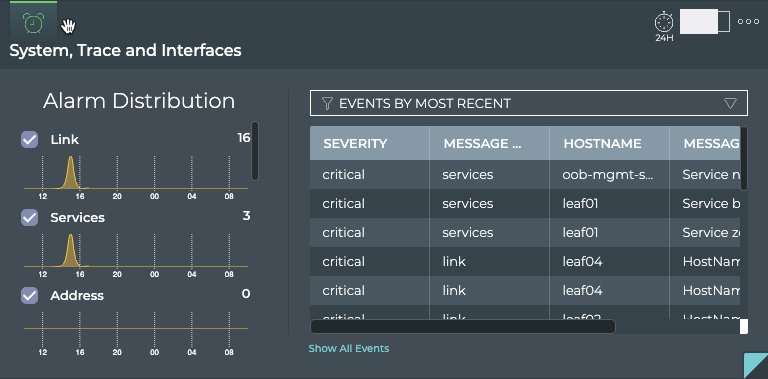 24H
System, Trace and Interfaces
Alarm Distribution
Link 16
12 16 20 00 04 08
Services 3
12 16 20 00 04 08
Address 0
12 16 20 00 04 08
EVENTS BY MOST RECENT
SEVERITY MESSAGE ... HOSTNAME MESSAG
critical services oob-mgmt-s... Service n
critical services leaf01 Service b
critical services leaf01 Service z
critical link leaf04 HostNam
critical link leaf04 HostNam
critical link HostNam
Show All Events